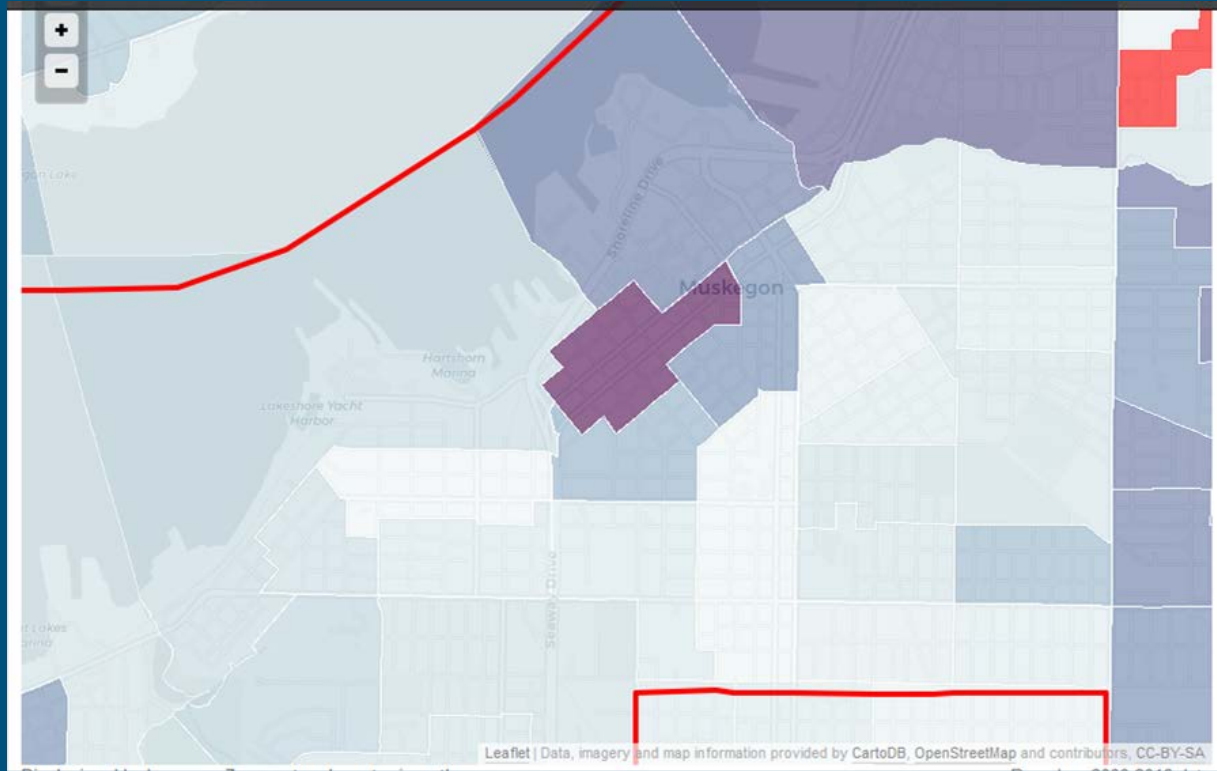 +
-
Shoreline Drive
Muskegon
Hartshorn
Marina
Lakeshore Yacht
Harbor
Seaway Drive
Lakes
Leaflet | Data, imagery and map information provided by CartoDB, OpenStreetMap and contributors, CC-BY-SA